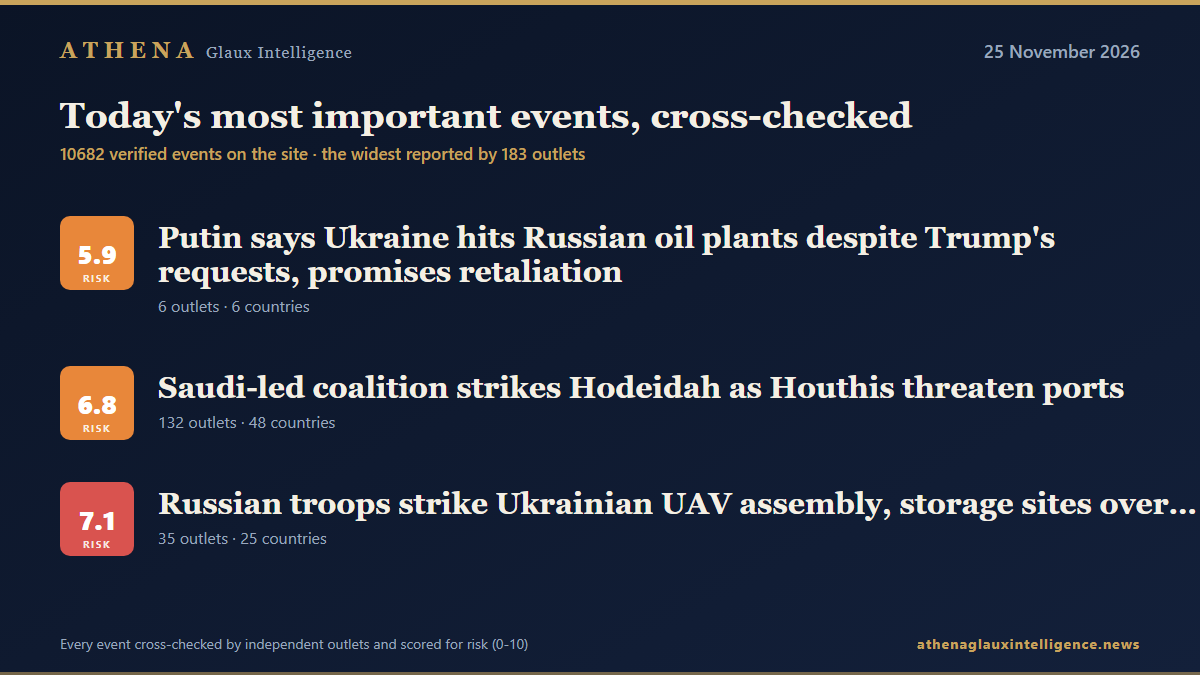 ATHENA Glaux Intelligence
25 November 2026
Today's most important events, cross-checked
10682 verified events on the site · the widest reported by 183 outlets
5.9
RISK
Putin says Ukraine hits Russian oil plants despite Trump's
requests, promises retaliation
6 outlets · 6 countries
6.8
RISK
Saudi-led coalition strikes Hodeidah as Houthis threaten ports
132 outlets · 48 countries
7.1
RISK
Russian troops strike Ukrainian UAV assembly, storage sites over...
35 outlets · 25 countries
Every event cross-checked by independent outlets and scored for risk (0-10)
athenaglauxintelligence.news